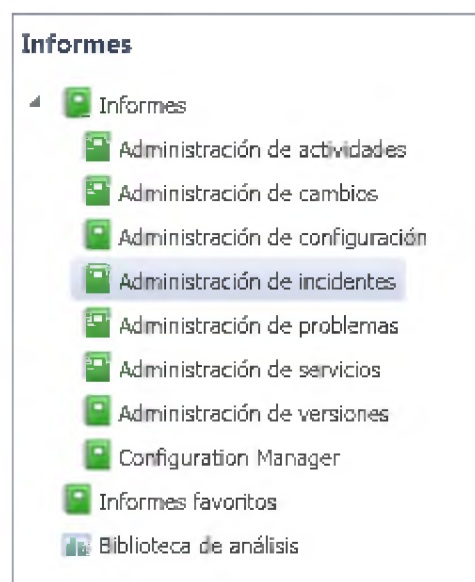 Informes
Informes
Administración de actividades
Administración de cambios
Administración de configuración
Administración de incidentes
Administración de problemas
Administración de servicios
Administración de versiones
Configuration Manager
Informes favoritos
Biblioteca de análisis